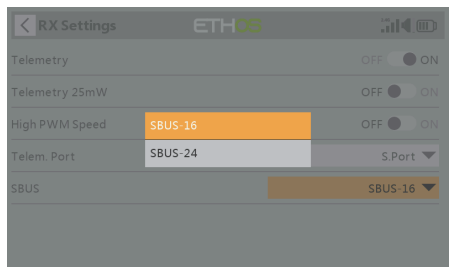 RX Settings ETHOS
Telemetry OFF ON
Telemetry 25mW OFF ON
High PWM Speed OFF ON
SBUS-16
SBUS-24
Telem. Port S.Port
SBUS SBUS-16